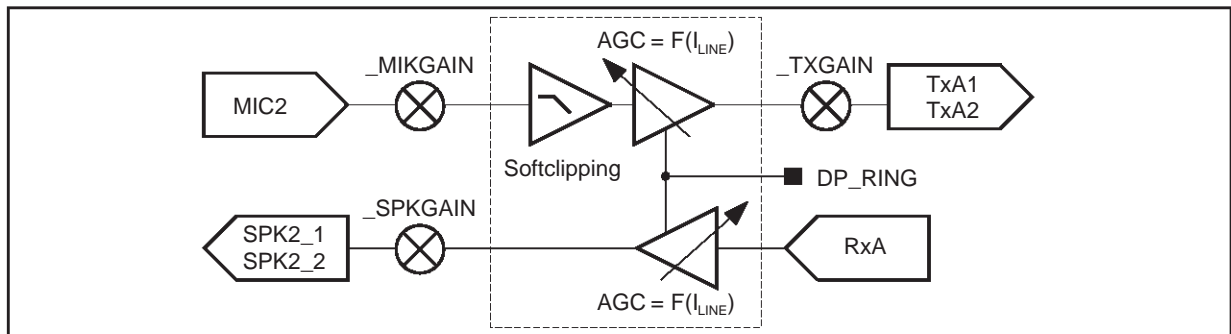 AGC = F(I_LINE)
_MIKGAIN
_TXGAIN
MIC2
TxA1
TxA2
Softclipping
DP_RING
_SPKGAIN
SPK2_1
SPK2_2
RxA
AGC = F(I_LINE)